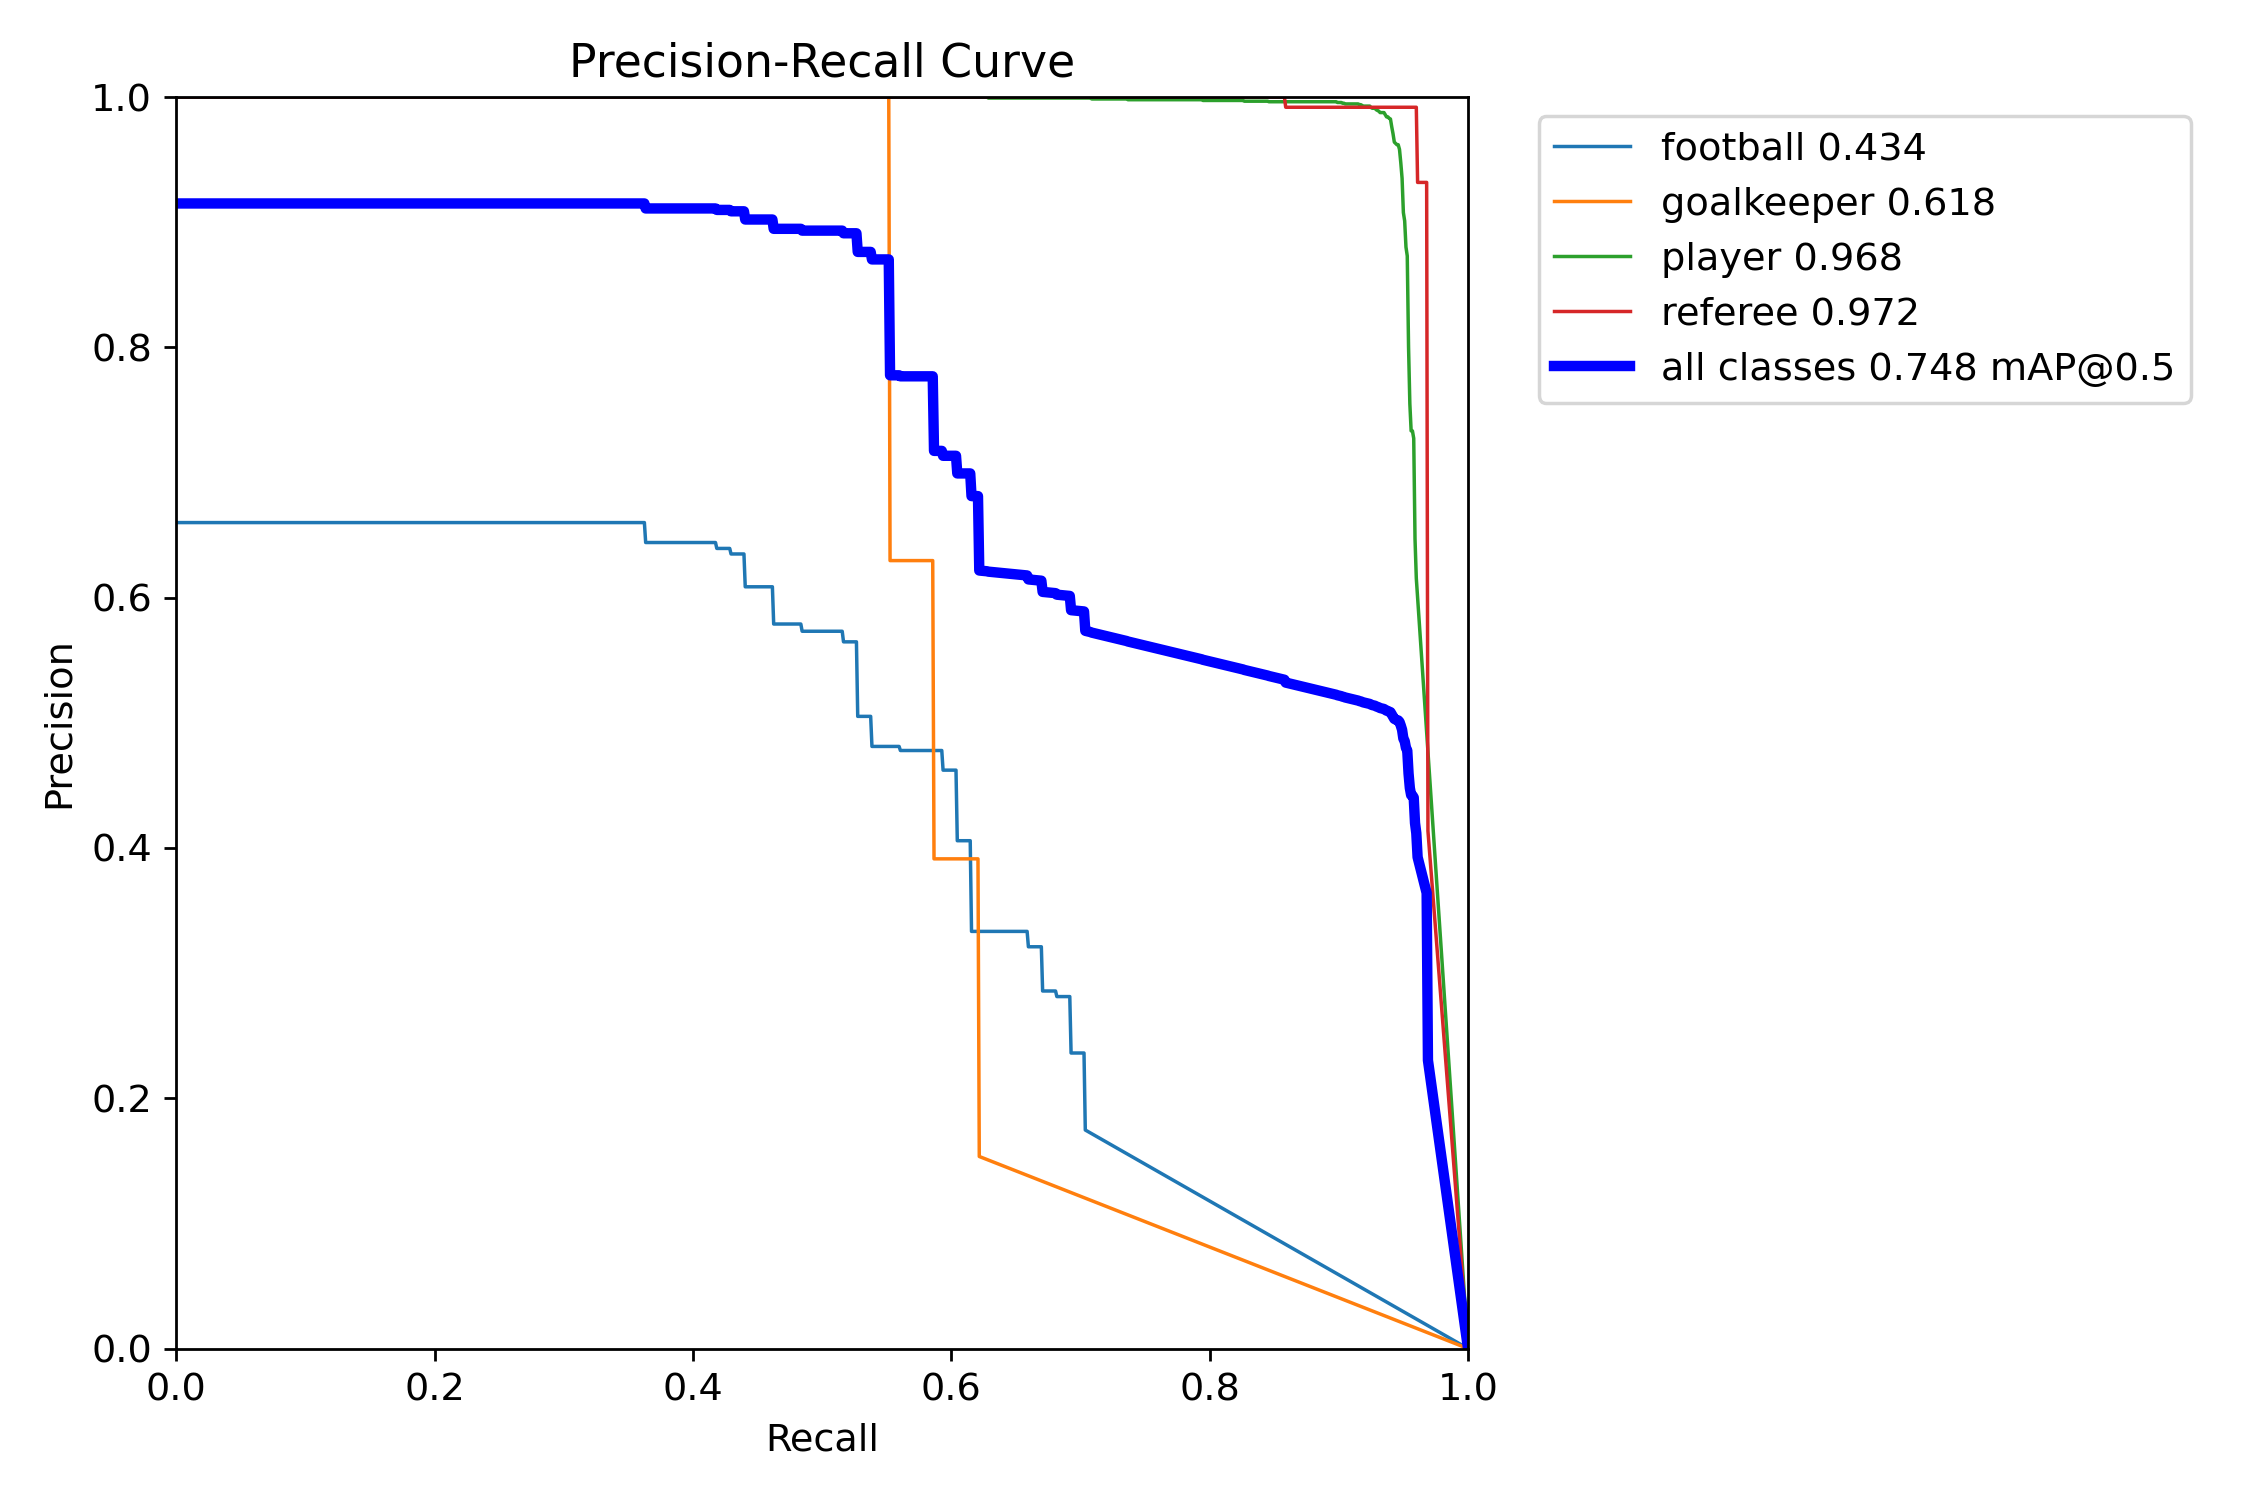 Precision-Recall Curve
1.0
0.8
0.6
0.4
0.2
0.0
Precision
0.0 0.2 0.4 0.6 0.8 1.0
Recall
football 0.434
goalkeeper 0.618
player 0.968
referee 0.972
all classes 0.748 mAP@0.5